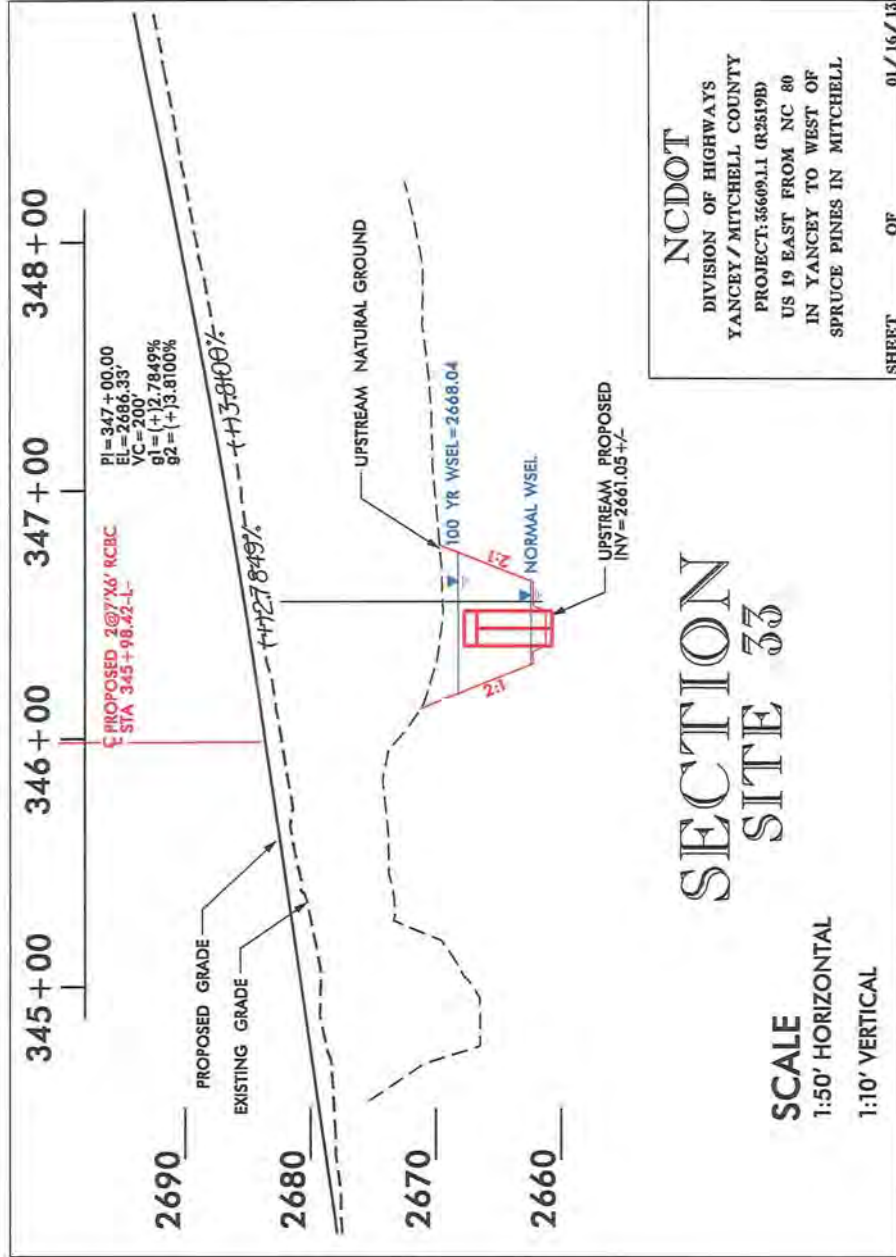 345+00
346+00
347+00
348+00
℄ PROPOSED 2@7'X6' RCBC
STA 345+98.42-L-
PI=347+00.00
EL=2686.33'
VC=200'
g1=(+)2.7849%
g2=(+)3.8100%
PROPOSED GRADE
EXISTING GRADE
(+)2.7849%
(+)3.8100%
2690
2680
2670
2660
UPSTREAM NATURAL GROUND
100 YR WSEL=2668.04
NORMAL WSEL
2:1
2:1
UPSTREAM PROPOSED
INV=2661.05+/-
SECTION
SITE 33
SCALE
1:50' HORIZONTAL
1:10' VERTICAL
NCDOT
DIVISION OF HIGHWAYS
YANCEY/MITCHELL COUNTY
PROJECT:35609.1.1 (R2519B)
US 19 EAST FROM NC 80
IN YANCEY TO WEST OF
SPRUCE PINES IN MITCHELL
SHEET OF 01/16/13